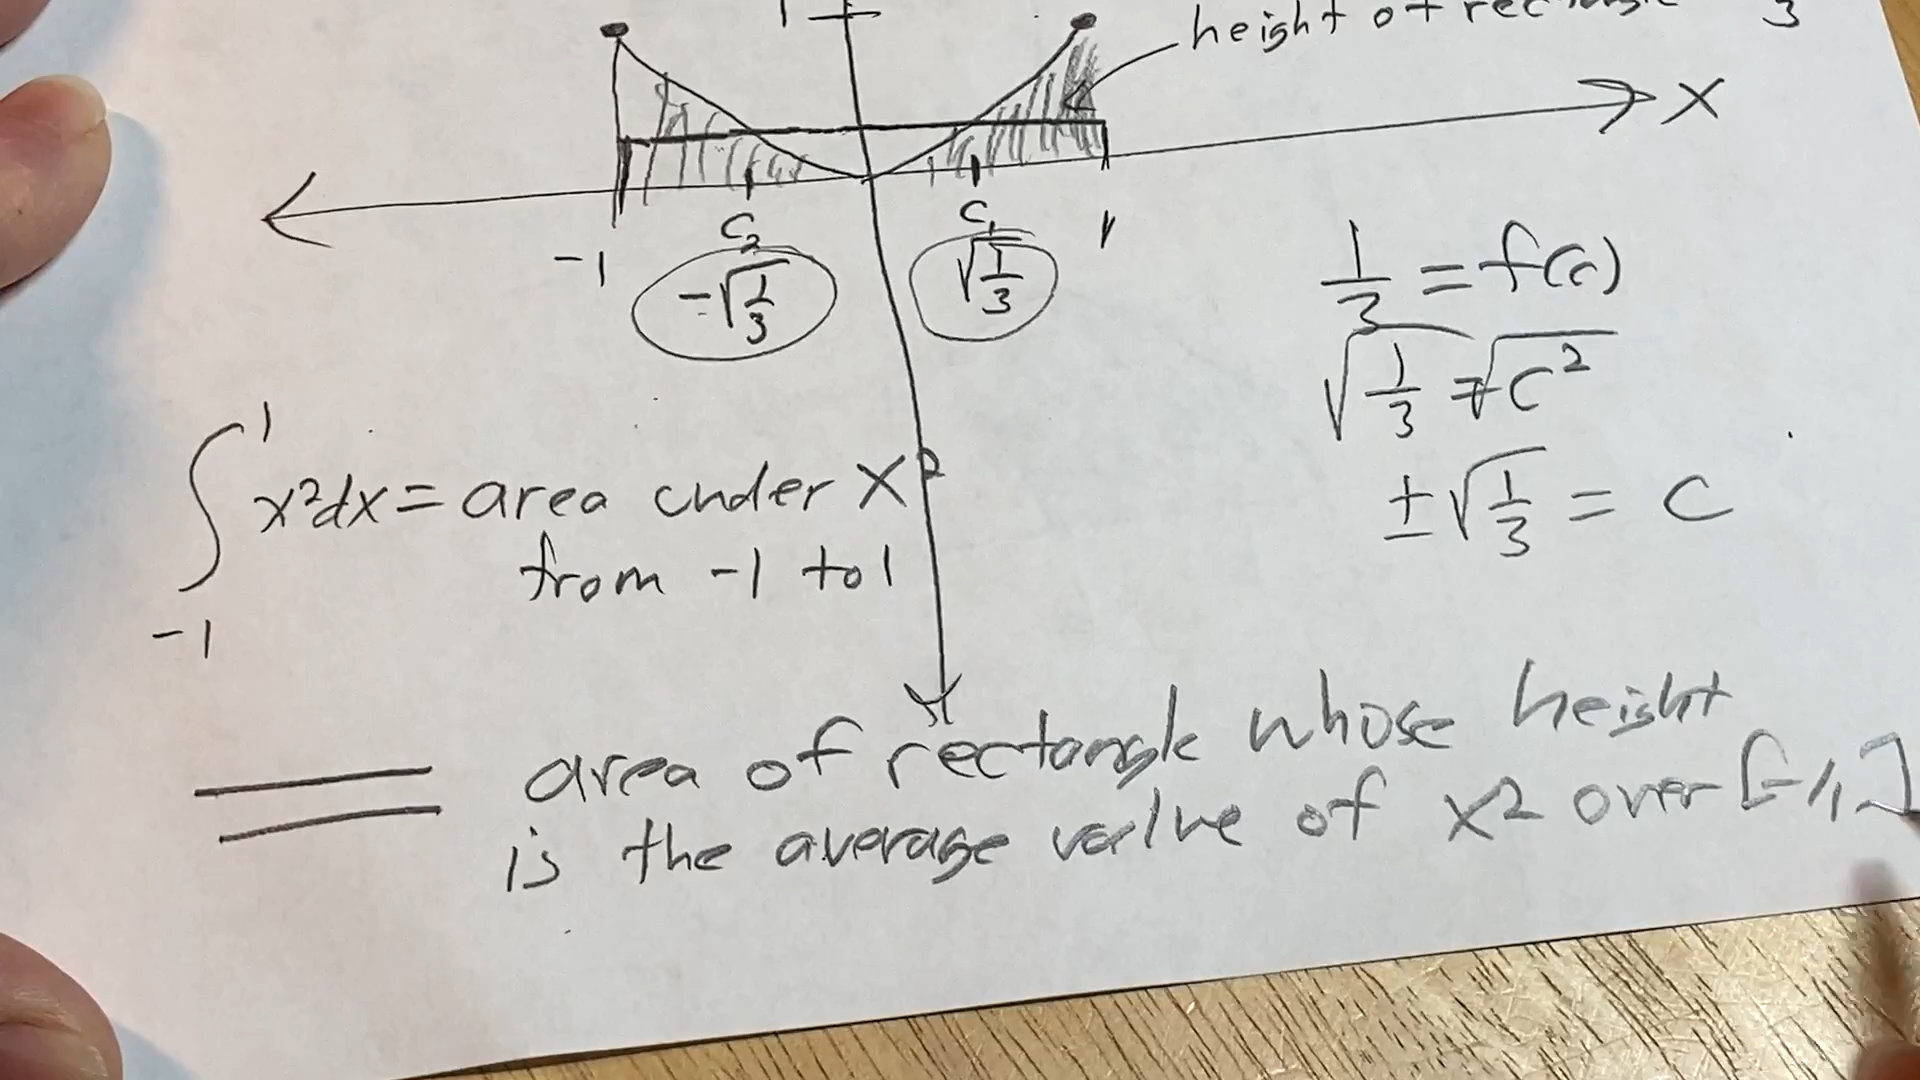 1
height of rectangle 3
X
C₂ C₁
-1 -√1/3 √1/3 1
1/3 = f(c)
√1/3 = √c²
±√1/3 = C
∫₋₁¹ x²dx = area under X²
from -1 to 1
= area of rectangle whose height
is the average value of x² over [-1,1]